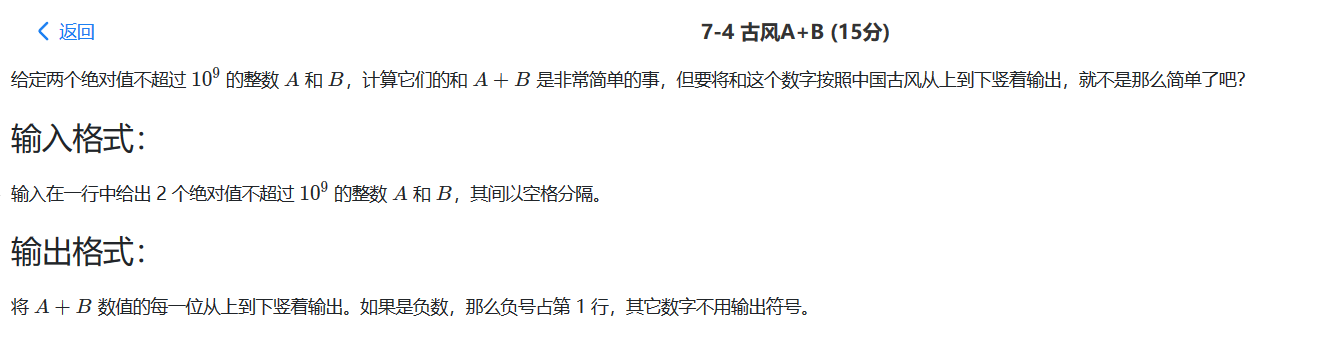 返回
7-4 古风A+B (15分)
给定两个绝对值不超过 10⁹ 的整数 A 和 B，计算它们的和 A + B 是非常简单的事，但要将和这个数字按照中国古风从上到下竖着输出，就不是那么简单了吧？
输入格式：
输入在一行中给出 2 个绝对值不超过 10⁹ 的整数 A 和 B，其间以空格分隔。
输出格式：
将 A + B 数值的每一位从上到下竖着输出。如果是负数，那么负号占第 1 行，其它数字不用输出符号。